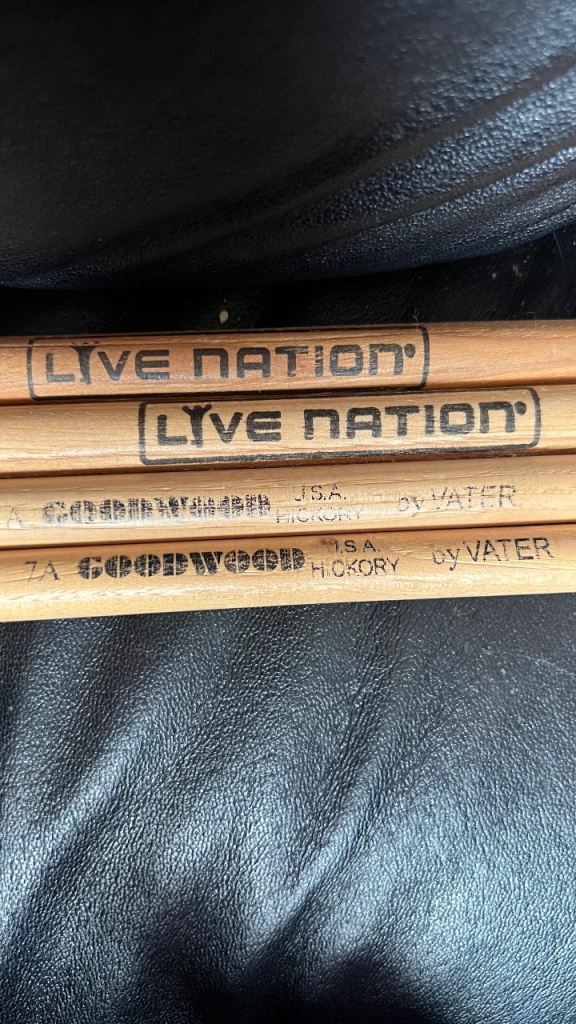 LIVE NATION
LIVE NATION
A GOODWOOD U.S.A. HICKORY by VATER
7A GOODWOOD .S.A. HICKORY by VATER